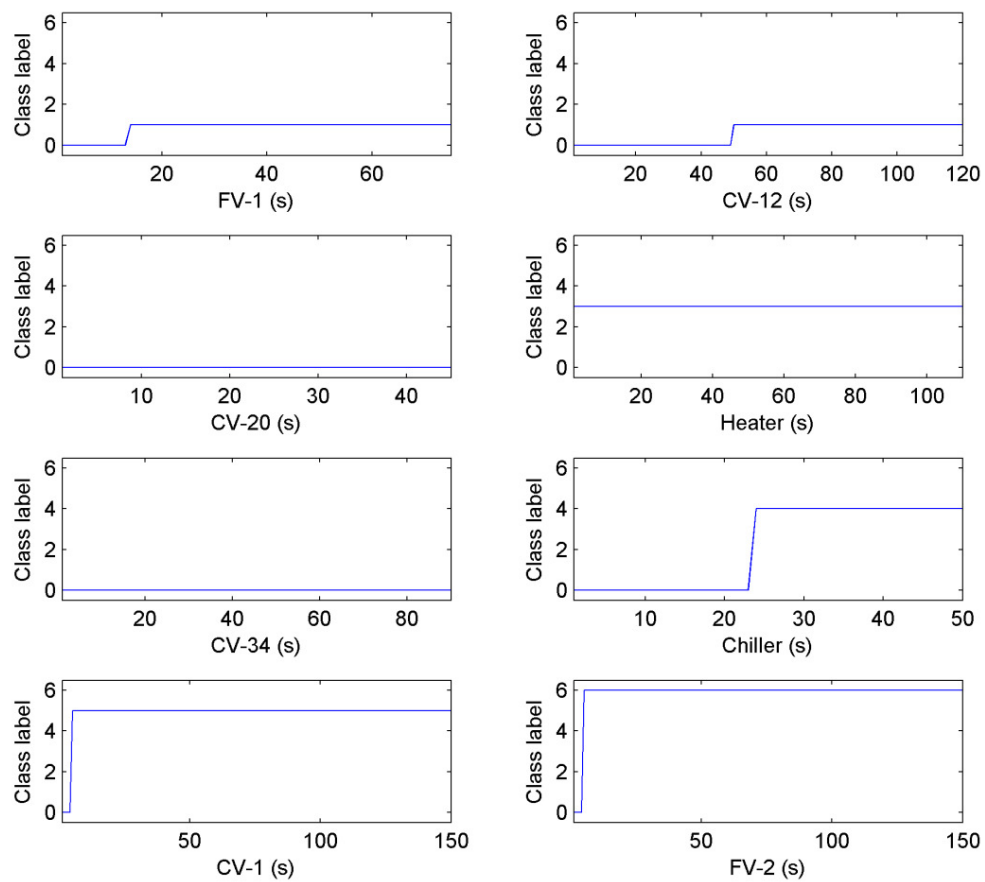 Class label
6
4
2
0
20 40 60
FV-1 (s)
Class label
6
4
2
0
20 40 60 80 100 120
CV-12 (s)
Class label
6
4
2
0
10 20 30 40
CV-20 (s)
Class label
6
4
2
0
20 40 60 80 100
Heater (s)
Class label
6
4
2
0
20 40 60 80
CV-34 (s)
Class label
6
4
2
0
10 20 30 40 50
Chiller (s)
Class label
6
4
2
0
50 100 150
CV-1 (s)
Class label
6
4
2
0
50 100 150
FV-2 (s)